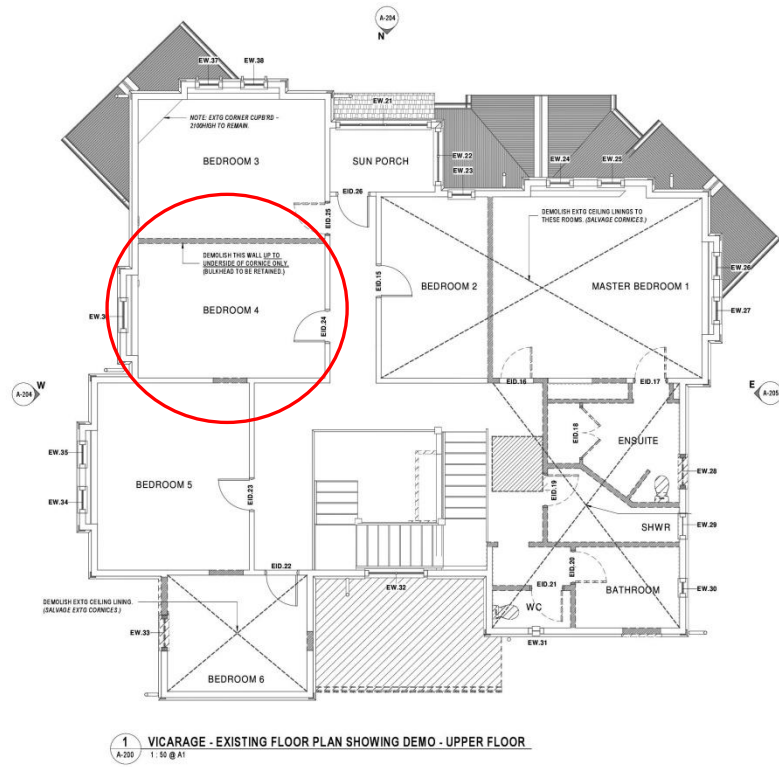 A-204
N
EW.37
EW.38
EW.21
NOTE: EXTG CORNER CUPB'RD ~
2100HIGH TO REMAIN.
BEDROOM 3
SUN PORCH
EW.22
EW.23
EW.24
EW.25
EID.26
EID.25
DEMOLISH EXTG CEILING LININGS TO
THESE ROOMS. (SALVAGE CORNICES.)
DEMOLISH THIS WALL UP TO
UNDERSIDE OF CORNICE ONLY.
(BULKHEAD TO BE RETAINED.)
EID.15
EW.26
BEDROOM 2
MASTER BEDROOM 1
BEDROOM 4
EID.24
EW.27
EID.16
EID.17
W
A-204
E
A-205
EID.18
ENSUITE
EW.35
EW.28
BEDROOM 5
EID.23
EID.19
EW.34
SHWR
EW.29
EID.22
EID.20
EW.32
EID.21
BATHROOM
EW.30
DEMOLISH EXTG CEILING LINING.
(SALVAGE EXTG CORNICES.)
WC
EW.33
EW.31
BEDROOM 6
1
A-200
VICARAGE - EXISTING FLOOR PLAN SHOWING DEMO - UPPER FLOOR
1 : 50 @ A1